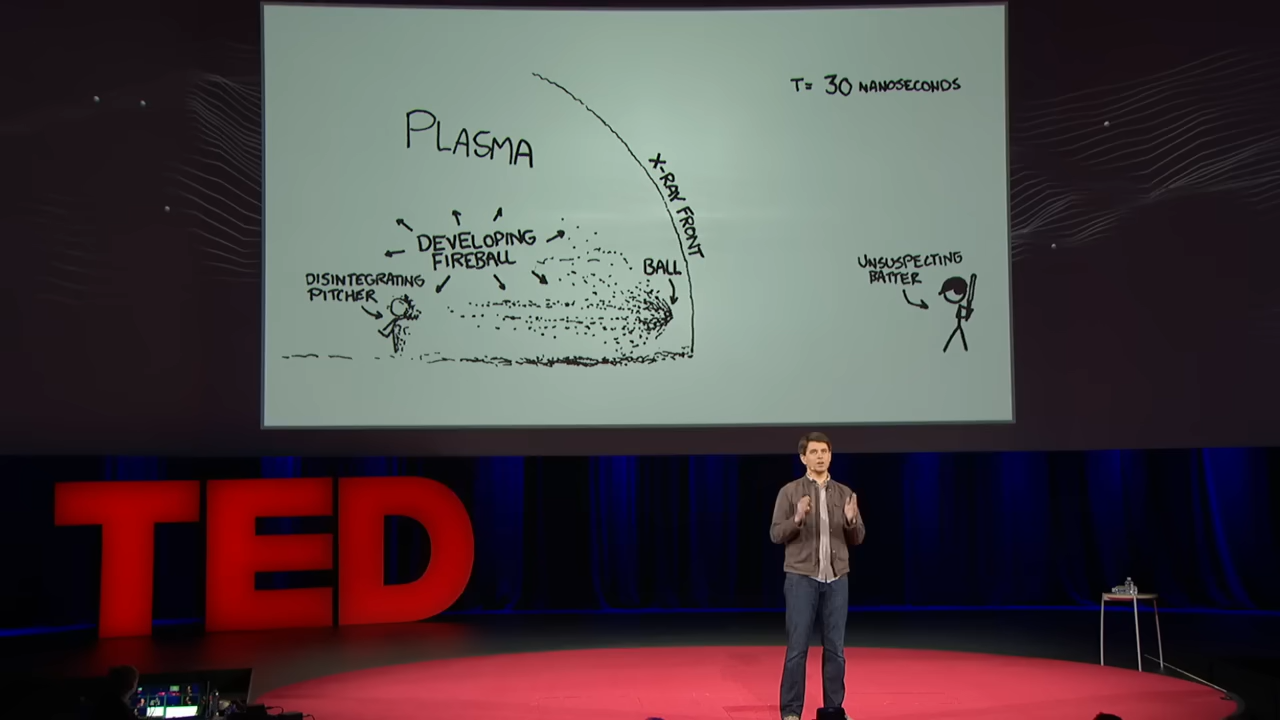 T= 30 NANOSECONDS
PLASMA
X-RAY FRONT
DEVELOPING
FIREBALL
BALL
DISINTEGRATING
PITCHER
UNSUSPECTING
BATTER
TED